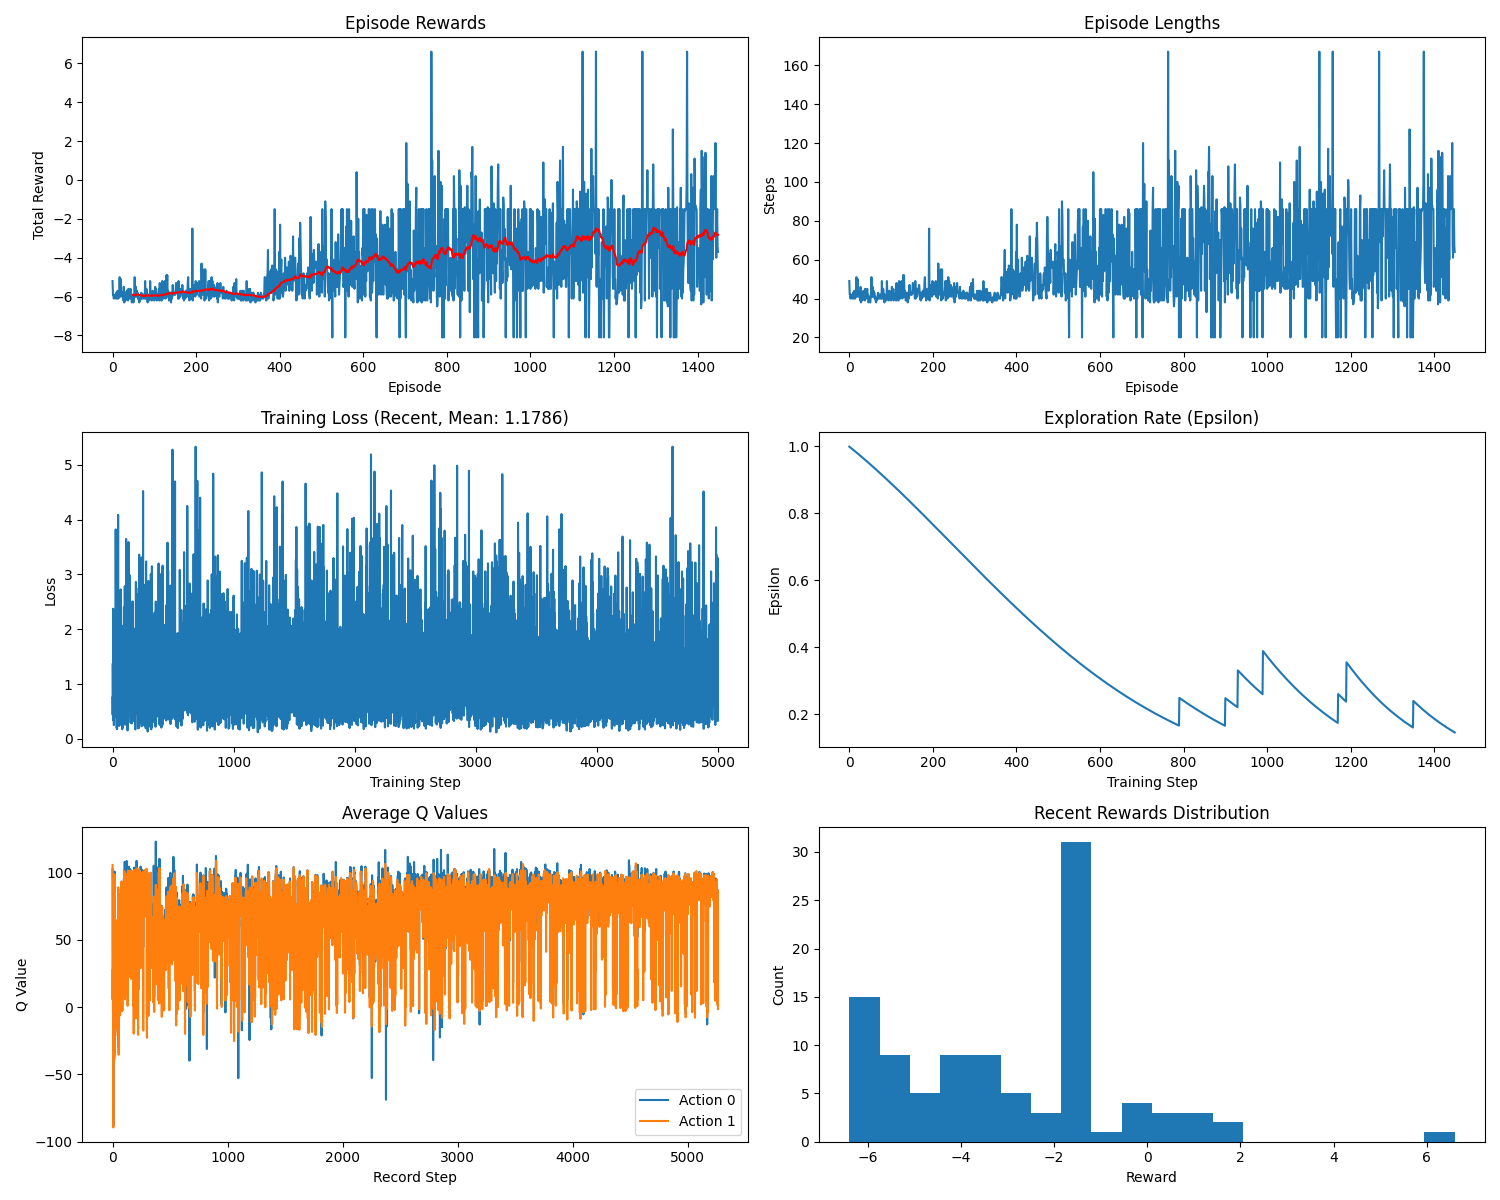 Episode Rewards
Total Reward
6
4
2
0
−2
−4
−6
−8
0 200 400 600 800 1000 1200 1400
Episode
Episode Lengths
Steps
160
140
120
100
80
60
40
20
0 200 400 600 800 1000 1200 1400
Episode
Training Loss (Recent, Mean: 1.1786)
Loss
5
4
3
2
1
0
0 1000 2000 3000 4000 5000
Training Step
Exploration Rate (Epsilon)
Epsilon
1.0
0.8
0.6
0.4
0.2
0 200 400 600 800 1000 1200 1400
Training Step
Average Q Values
Q Value
100
50
0
−50
−100
Action 0
Action 1
0 1000 2000 3000 4000 5000
Record Step
Recent Rewards Distribution
Count
30
25
20
15
10
5
0
−6 −4 −2 0 2 4 6
Reward